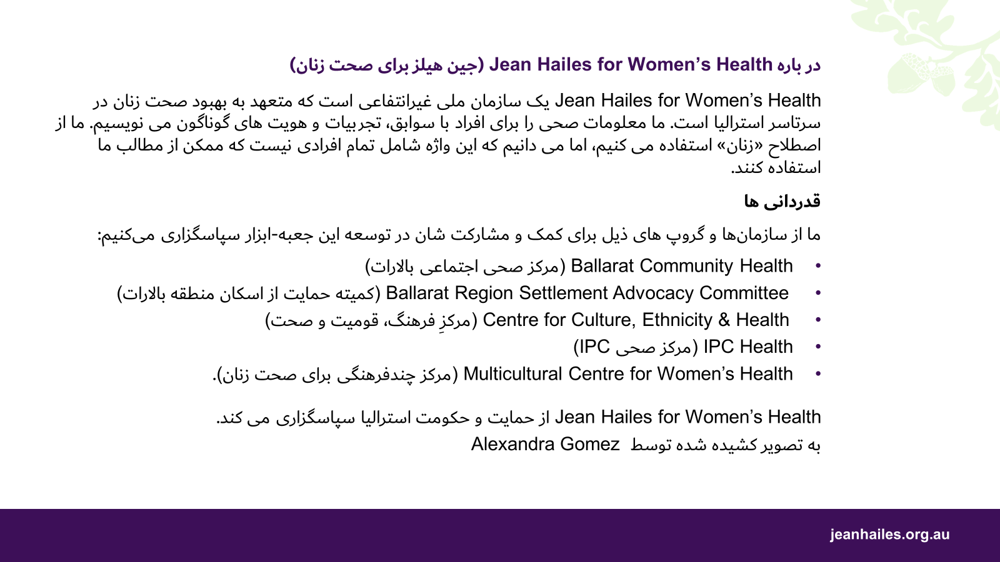 در باره Jean Hailes for Women’s Health (جین هیلز برای صحت زنان)
Jean Hailes for Women’s Health یک سازمان ملی غیرانتفاعی است که متعهد به بهبود صحت زنان در
سرتاسر استرالیا است. ما معلومات صحی را برای افراد با سوابق، تجربیات و هویت های گوناگون می نویسیم. ما از
اصطلاح «زنان» استفاده می کنیم، اما می دانیم که این واژه شامل تمام افرادی نیست که ممکن از مطالب ما
استفاده کنند.
قدردانی ها
ما از سازمان‌ها و گروپ های ذیل برای کمک و مشارکت شان در توسعه این جعبه-ابزار سپاسگزاری می‌کنیم:
• Ballarat Community Health (مرکز صحی اجتماعی بالارات)
• Ballarat Region Settlement Advocacy Committee (کمیته حمایت از اسکان منطقه بالارات)
• Centre for Culture, Ethnicity & Health (مرکزِ فرهنگ، قومیت و صحت)
• IPC Health (مرکز صحی IPC)
• Multicultural Centre for Women’s Health (مرکز چندفرهنگی برای صحت زنان).
Jean Hailes for Women’s Health از حمایت و حکومت استرالیا سپاسگزاری می کند.
به تصویر کشیده شده توسط Alexandra Gomez
jeanhailes.org.au